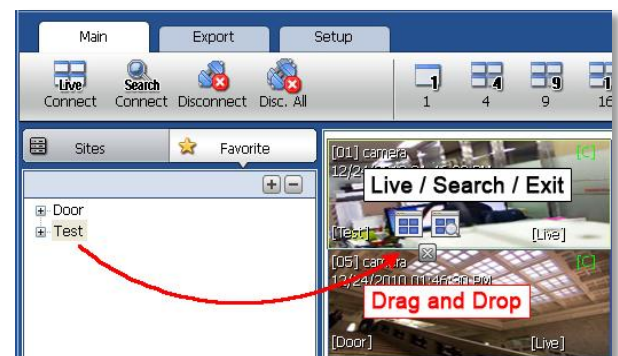 Main Export Setup
Live Search
Connect Connect Disconnect Disc. All
1 4 9 16
1 4 9
Sites Favorite
Door
Test
[01] camera [C]
12/2
Live / Search / Exit
[Test] [Live]
[05] camera [C]
12/24/2010 01:46:30 PM
Drag and Drop
[Door] [Live]